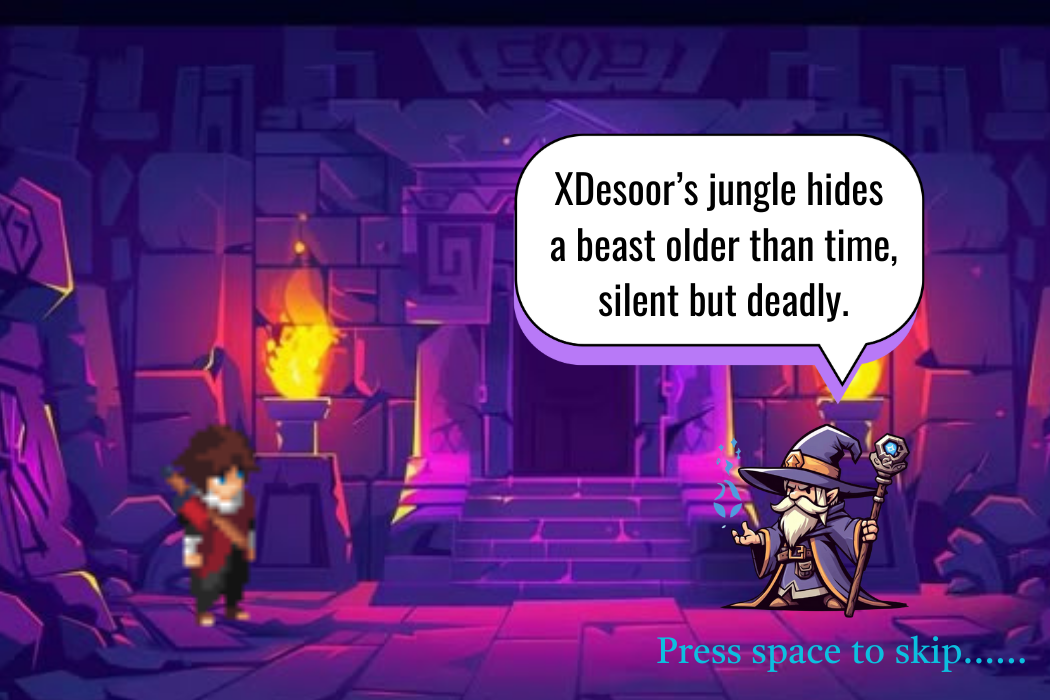 XDesoor’s jungle hides
a beast older than time,
silent but deadly.
Press space to skip......